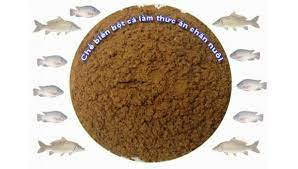 Chế biến bột cá làm thức ăn chăn nuôi